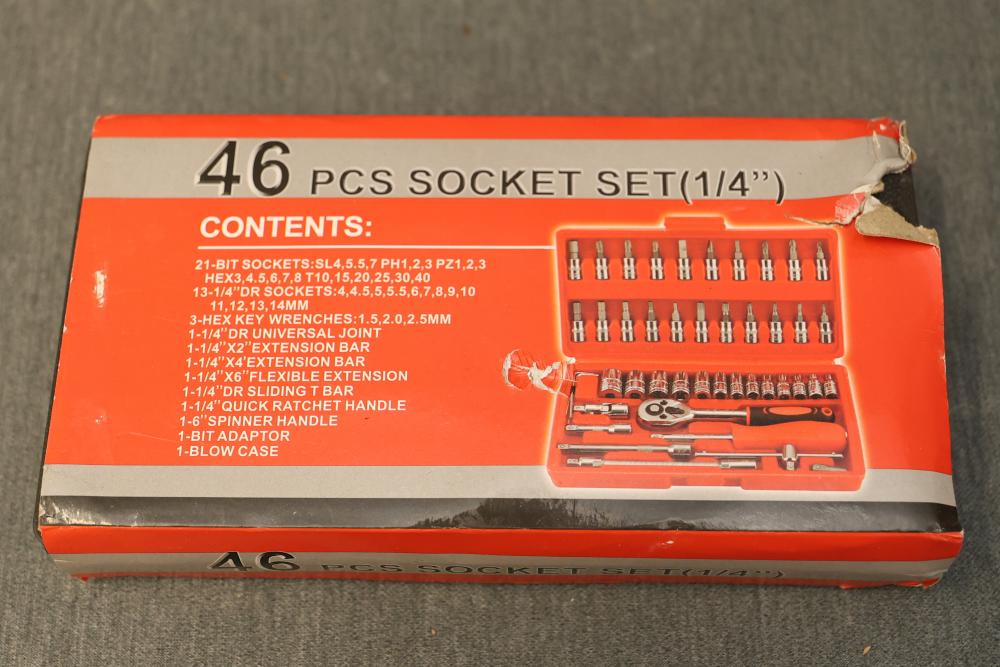 46 PCS SOCKET SET(1/4")
CONTENTS:
21-BIT SOCKETS:SL4,5.5,7 PH1,2,3 PZ1,2,3
HEX3,4.5,6,7,8 T10,15,20,25,30,40
13-1/4"DR SOCKETS:4,4.5,5,5.5,6,7,8,9,10
11,12,13,14MM
3-HEX KEY WRENCHES:1.5,2.0,2.5MM
1-1/4"DR UNIVERSAL JOINT
1-1/4"X2"EXTENSION BAR
1-1/4"X4"EXTENSION BAR
1-1/4"X6"FLEXIBLE EXTENSION
1-1/4"DR SLIDING T BAR
1-1/4"QUICK RATCHET HANDLE
1-6"SPINNER HANDLE
1-BIT ADAPTOR
1-BLOW CASE
46 PCS SOCKET SET(1/4")